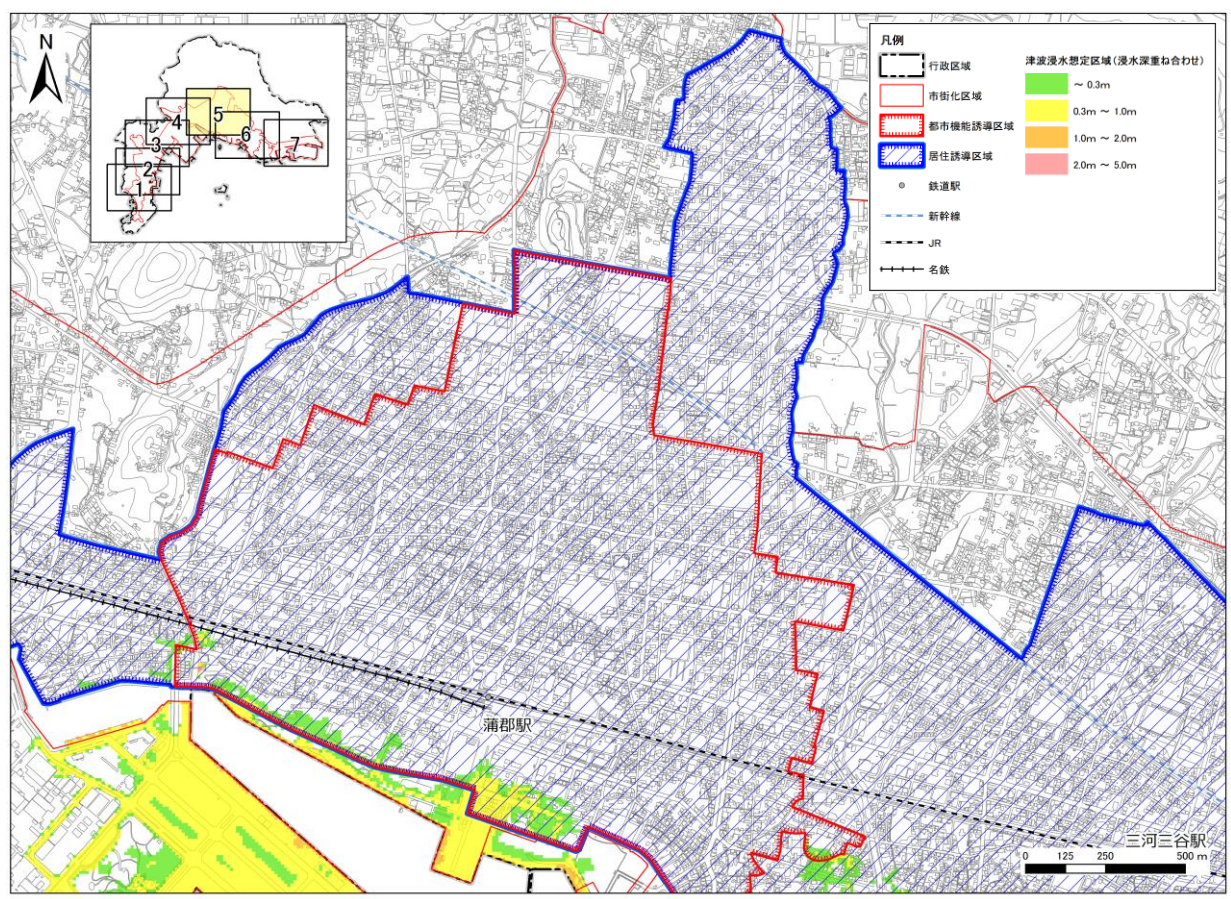 N
1
2
3
4
5
6
7
凡例
行政区域
市街化区域
都市機能誘導区域
居住誘導区域
鉄道駅
新幹線
JR
名鉄
津波浸水想定区域(浸水深重ね合わせ)
～ 0.3m
0.3m ～ 1.0m
1.0m ～ 2.0m
2.0m ～ 5.0m
蒲郡駅
三河三谷駅
0 125 250 500 m